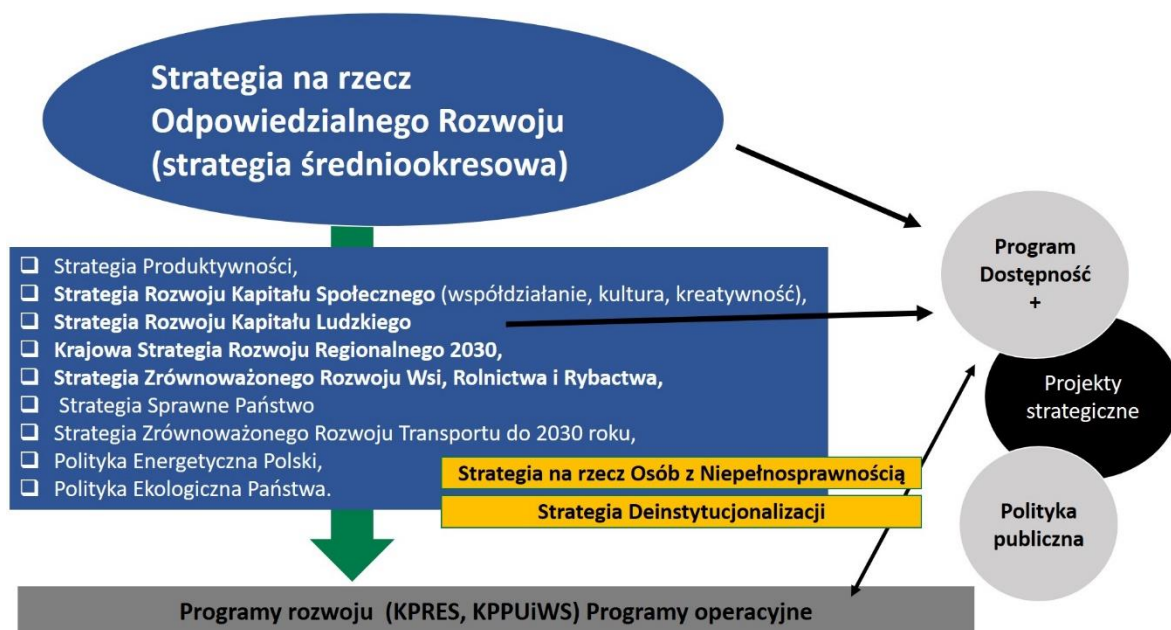 Strategia na rzecz
Odpowiedzialnego Rozwoju
(strategia średniookresowa)
Strategia Produktywności,
Strategia Rozwoju Kapitału Społecznego (współdziałanie, kultura, kreatywność),
Strategia Rozwoju Kapitału Ludzkiego
Krajowa Strategia Rozwoju Regionalnego 2030,
Strategia Zrównoważonego Rozwoju Wsi, Rolnictwa i Rybactwa,
Strategia Sprawne Państwo
Strategia Zrównoważonego Rozwoju Transportu do 2030 roku,
Polityka Energetyczna Polski,
Polityka Ekologiczna Państwa.
Strategia na rzecz Osób z Niepełnosprawnością
Strategia Deinstytucjonalizacji
Program
Dostępność
+
Projekty
strategiczne
Polityka
publiczna
Programy rozwoju (KPRES, KPPUiWS) Programy operacyjne